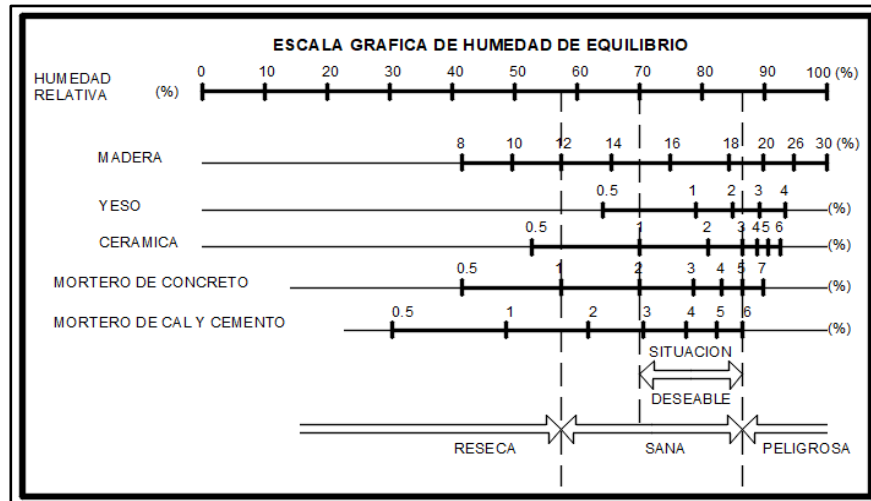 ESCALA GRAFICA DE HUMEDAD DE EQUILIBRIO
HUMEDAD RELATIVA (%) 0 10 20 30 40 50 60 70 80 90 100 (%)
MADERA 8 10 12 14 16 18 20 26 30 (%)
YESO 0.5 1 2 3 4 (%)
CERAMICA 0.5 1 2 3 4 5 6 (%)
MORTERO DE CONCRETO 0.5 1 2 3 4 5 7 (%)
MORTERO DE CAL Y CEMENTO 0.5 1 2 3 4 5 6 (%)
SITUACION
DESEABLE
RESECA SANA PELIGROSA